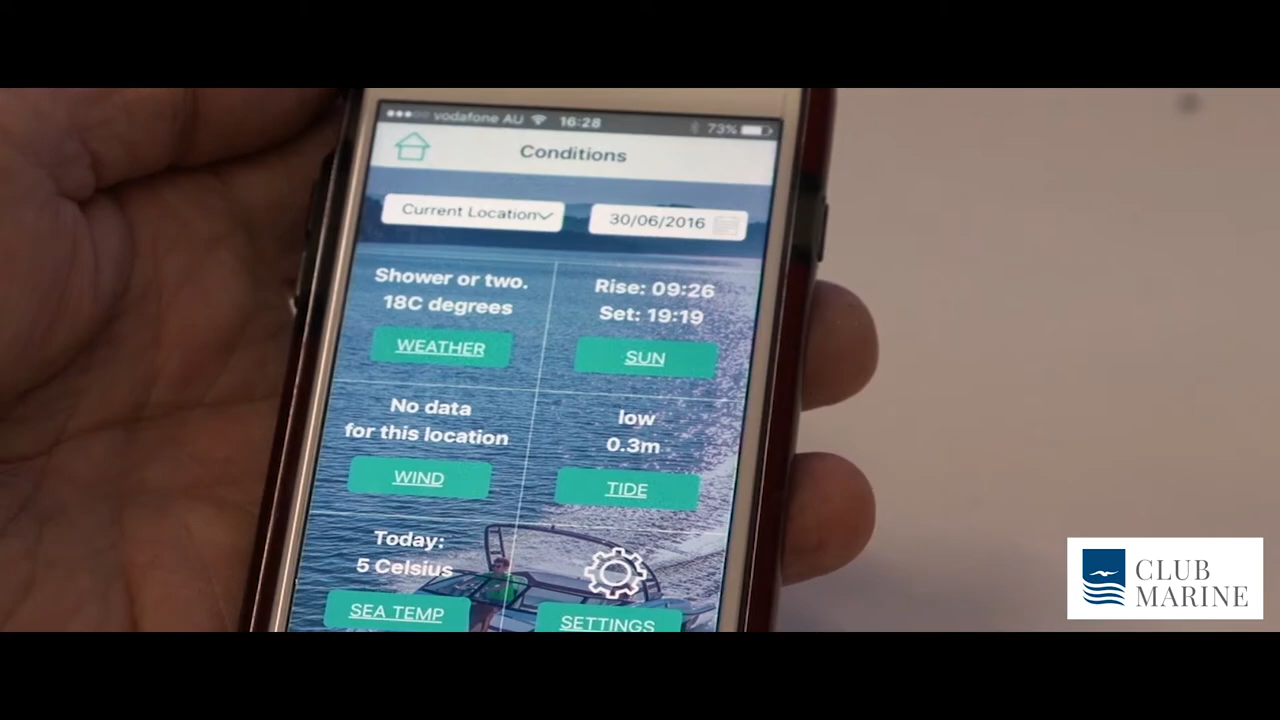 vodafone AU 16:28 73%
Conditions
Current Location
30/06/2016
Shower or two.
18C degrees
WEATHER
Rise: 09:26
Set: 19:19
SUN
No data
for this location
WIND
low
0.3m
TIDE
Today:
5 Celsius
SEA TEMP
SETTINGS
CLUB
MARINE